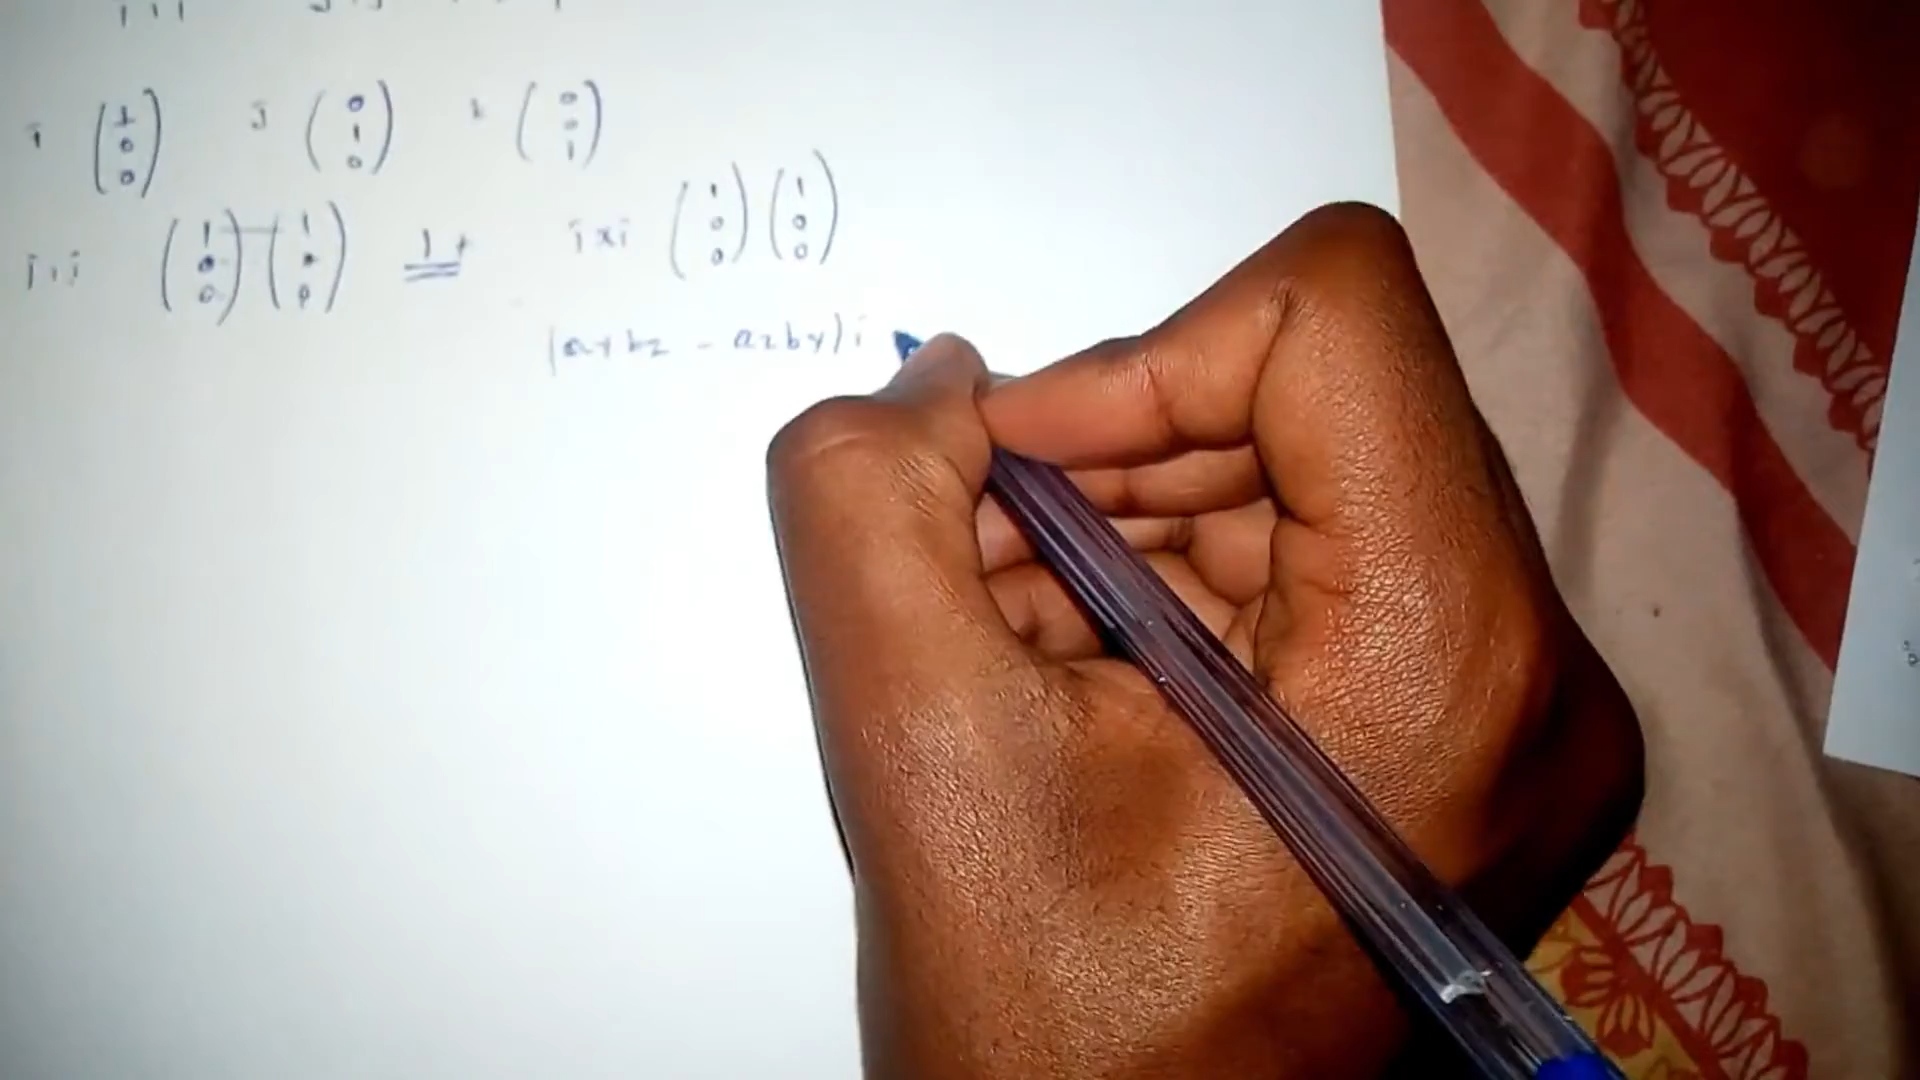 i (1 0 0) j (0 1 0) k (0 0 1)
i . i (1 0 0) (1 0 0) 1 i x i (1 0 0) (1 0 0)
(aybz - azby) i